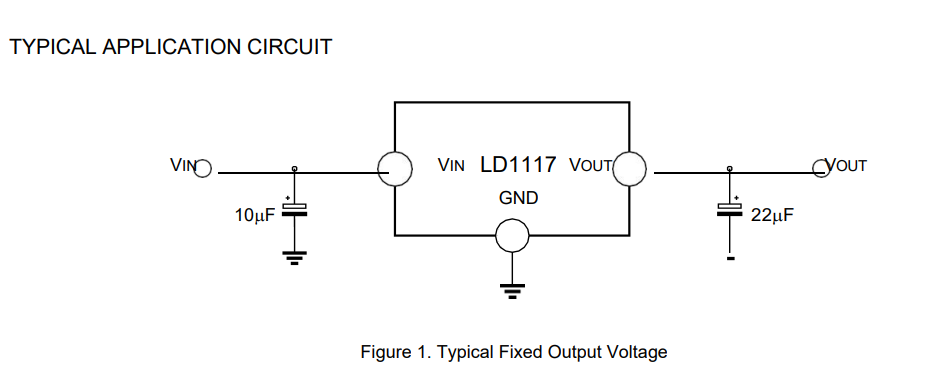 TYPICAL APPLICATION CIRCUIT
VIN VIN LD1117 VOUT VOUT
GND
10µF 22µF
Figure 1. Typical Fixed Output Voltage